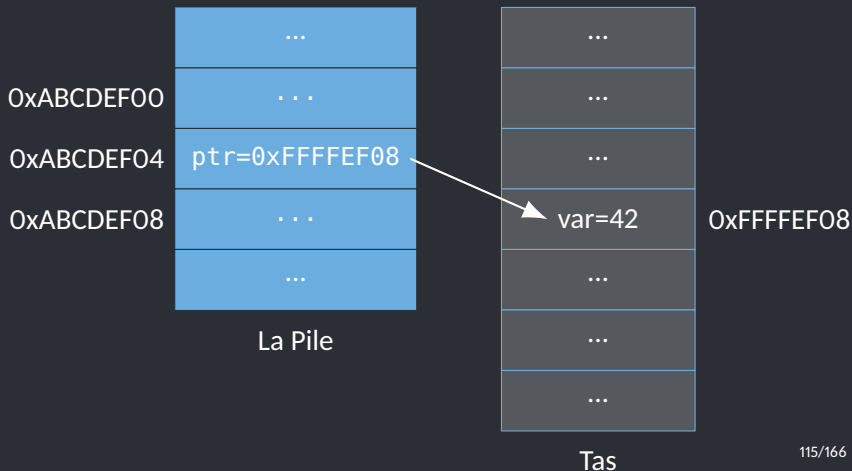 ...
0xABCDEF00
...
0xABCDEF04
ptr=0xFFFFEF08
0xABCDEF08
...
...
La Pile
...
...
...
var=42
0xFFFFEF08
...
...
...
Tas
115/166